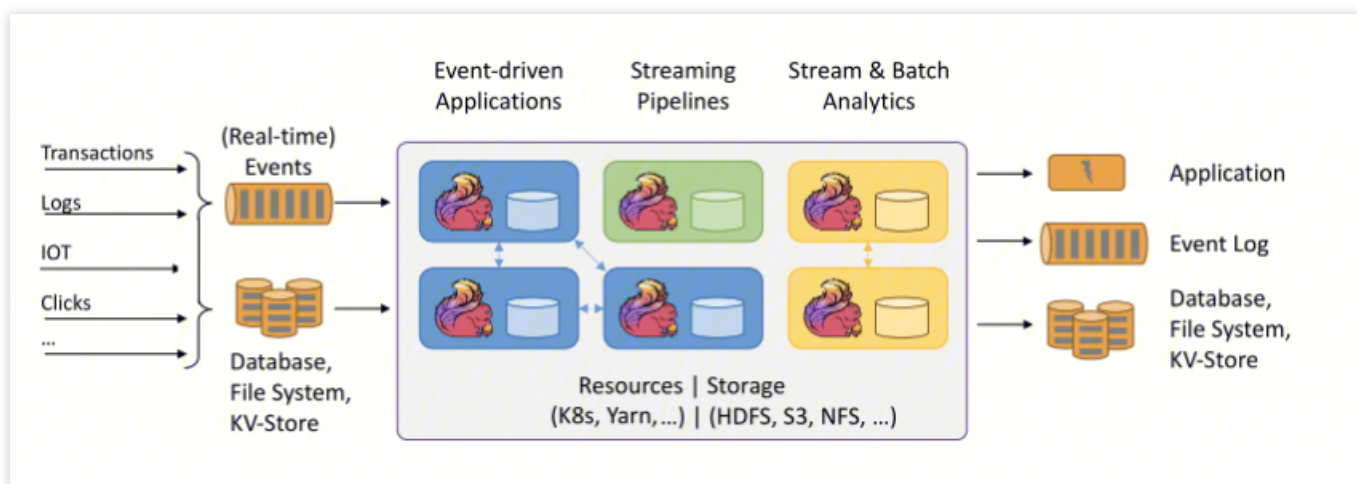 Event-driven
Applications
Streaming
Pipelines
Stream & Batch
Analytics
(Real-time)
Events
Transactions
Logs
IOT
Clicks
...
Database,
File System,
KV-Store
Resources | Storage
(K8s, Yarn, ...) | (HDFS, S3, NFS, ...)
Application
Event Log
Database,
File System,
KV-Store